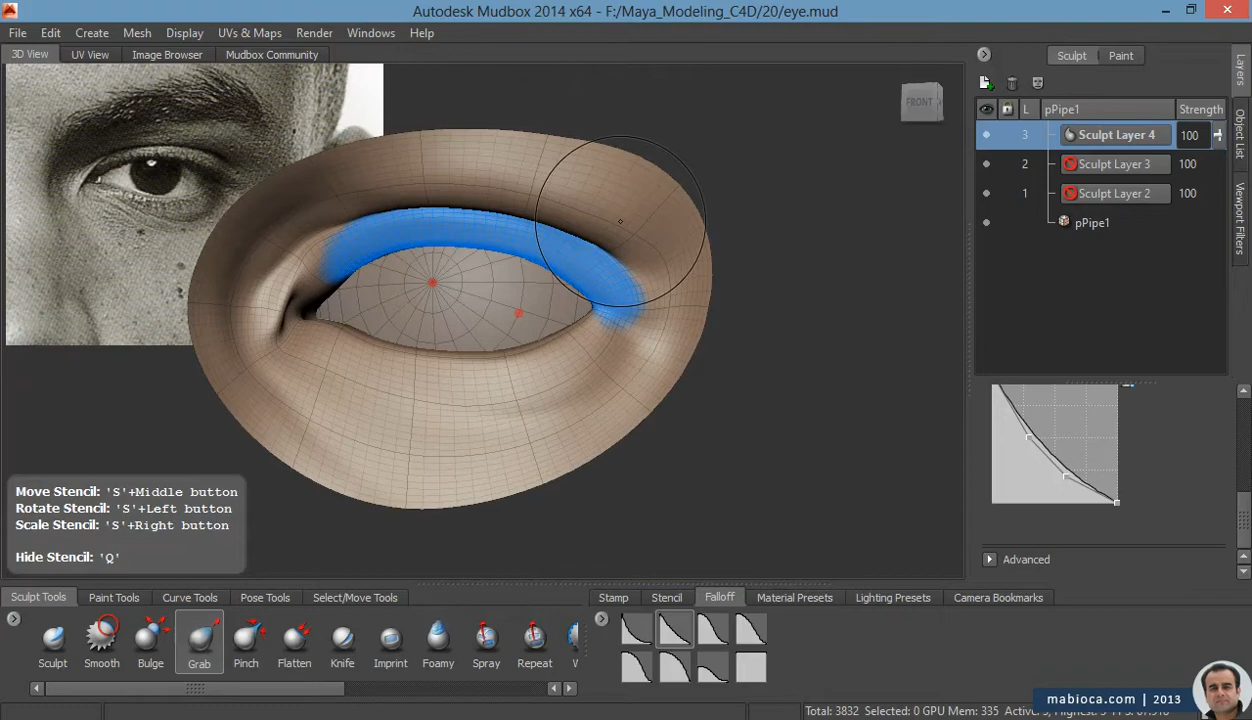 Autodesk Mudbox 2014 x64 - F:/Maya_Modeling_C4D/20/eye.mud
File Edit Create Mesh Display UVs & Maps Render Windows Help
3D View UV View Image Browser Mudbox Community
Sculpt Paint
Layers
Object List
Viewport Filters
L pPipe1 Strength
3 Sculpt Layer 4 100
2 Sculpt Layer 3 100
1 Sculpt Layer 2 100
pPipe1
FRONT
Move Stencil: 'S'+Middle button
Rotate Stencil: 'S'+Left button
Scale Stencil: 'S'+Right button
Hide Stencil: 'Q'
Advanced
Sculpt Tools Paint Tools Curve Tools Pose Tools Select/Move Tools
Stamp Stencil Falloff Material Presets Lighting Presets Camera Bookmarks
Sculpt Smooth Bulge Grab Pinch Flatten Knife Imprint Foamy Spray Repeat W
mabioca.com | 2013
Total: 3832 Selected: 0 GPU Mem: 335